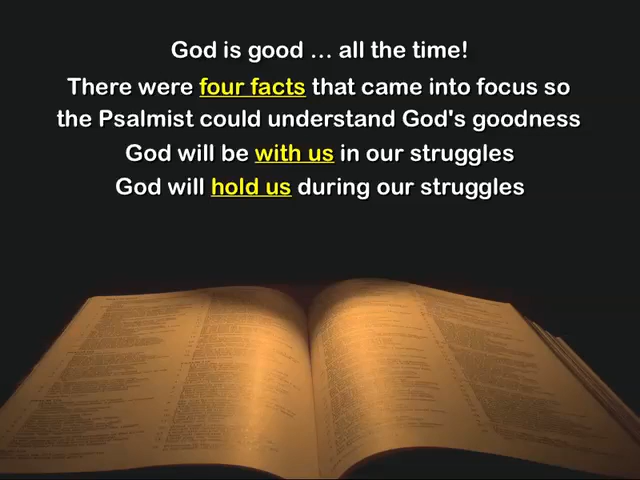 God is good … all the time!
There were four facts that came into focus so
the Psalmist could understand God's goodness
God will be with us in our struggles
God will hold us during our struggles